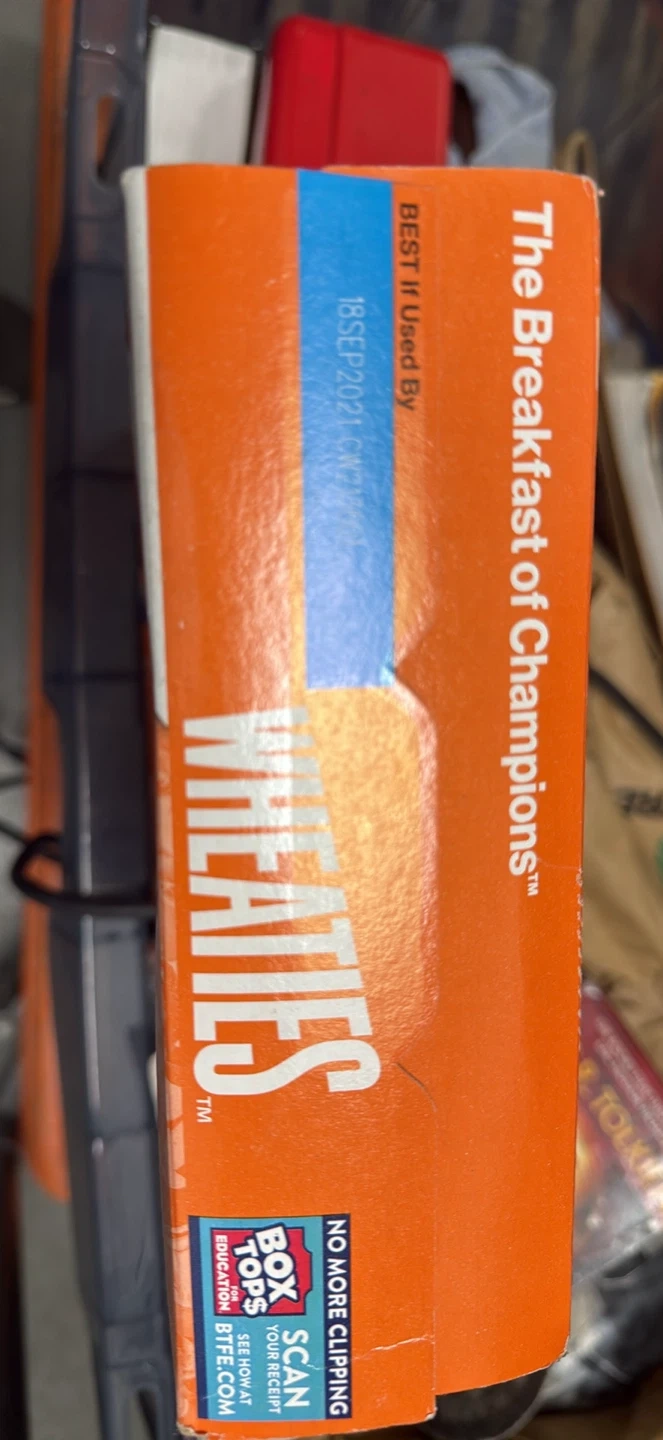 The Breakfast of Champions™
BEST If Used By
18SEP2021
WHEATIES™
NO MORE CLIPPING
BOX
TOPS
FOR
EDUCATION
SCAN
YOUR RECEIPT
SEE HOW AT
BTFE.COM